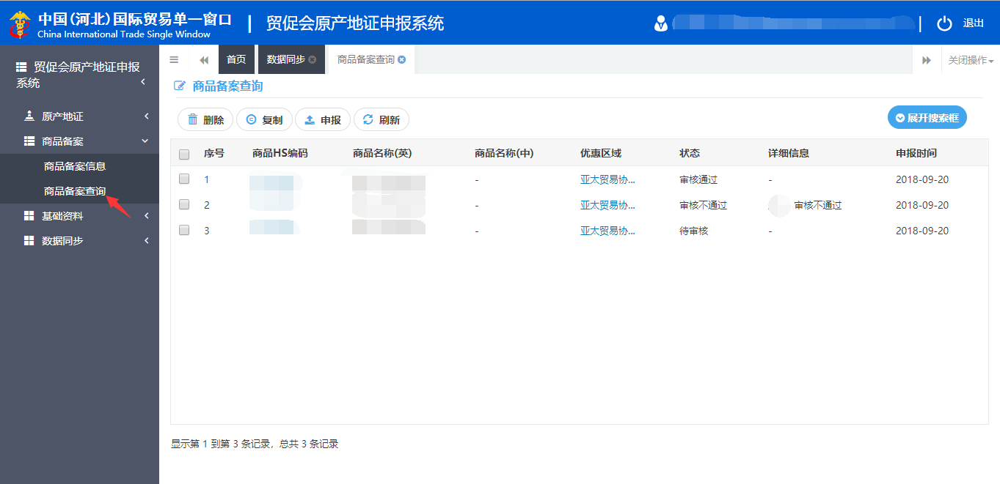 中国(河北)国际贸易单一窗口
China International Trade Single Window
贸促会原产地证申报系统
退出
贸促会原产地证申报
系统
原产地证
商品备案
商品备案信息
商品备案查询
基础资料
数据同步
首页 数据同步 商品备案查询 关闭操作
商品备案查询
删除 复制 申报 刷新 展开搜索框
序号 商品HS编码 商品名称(英) 商品名称(中) 优惠区域 状态 详细信息 申报时间
1 - 亚太贸易协... 审核通过 - 2018-09-20
2 - 亚太贸易协... 审核不通过 审核不通过 2018-09-20
3 - 亚太贸易协... 待审核 - 2018-09-20
显示第 1 到第 3 条记录，总共 3 条记录